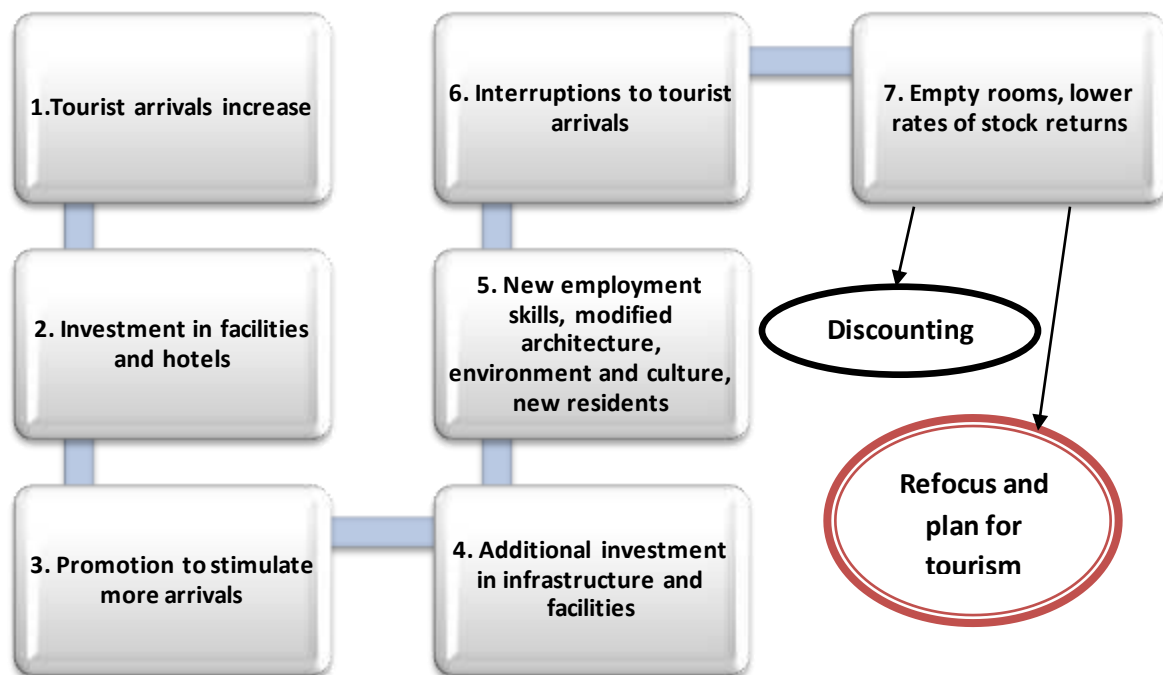 1.Tourist arrivals increase
2. Investment in facilities
and hotels
3. Promotion to stimulate
more arrivals
4. Additional investment
in infrastructure and
facilities
5. New employment
skills, modified
architecture,
environment and culture,
new residents
6. Interruptions to tourist
arrivals
7. Empty rooms, lower
rates of stock returns
Discounting
Refocus and
plan for
tourism